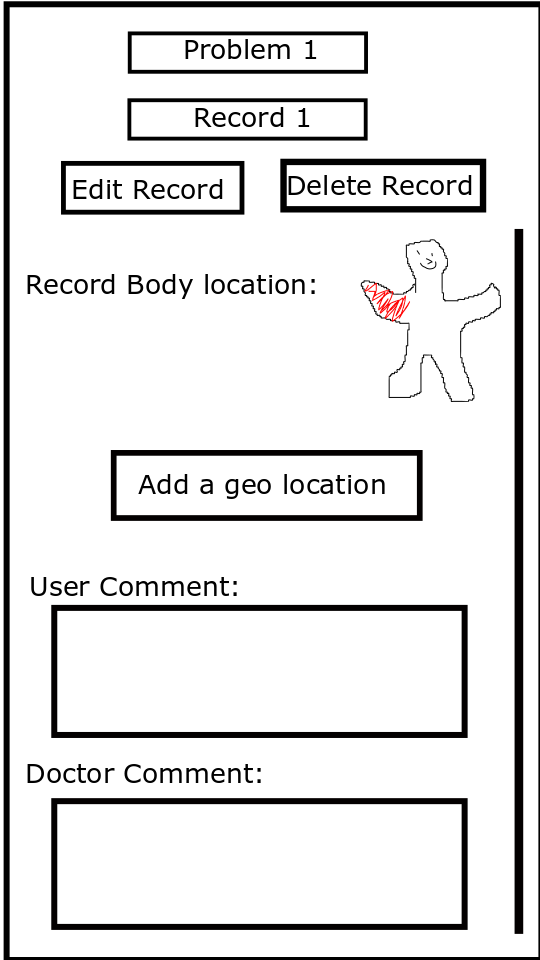 Problem 1
Record 1
Edit Record
Delete Record
Record Body location:
Add a geo location
User Comment:
Doctor Comment: